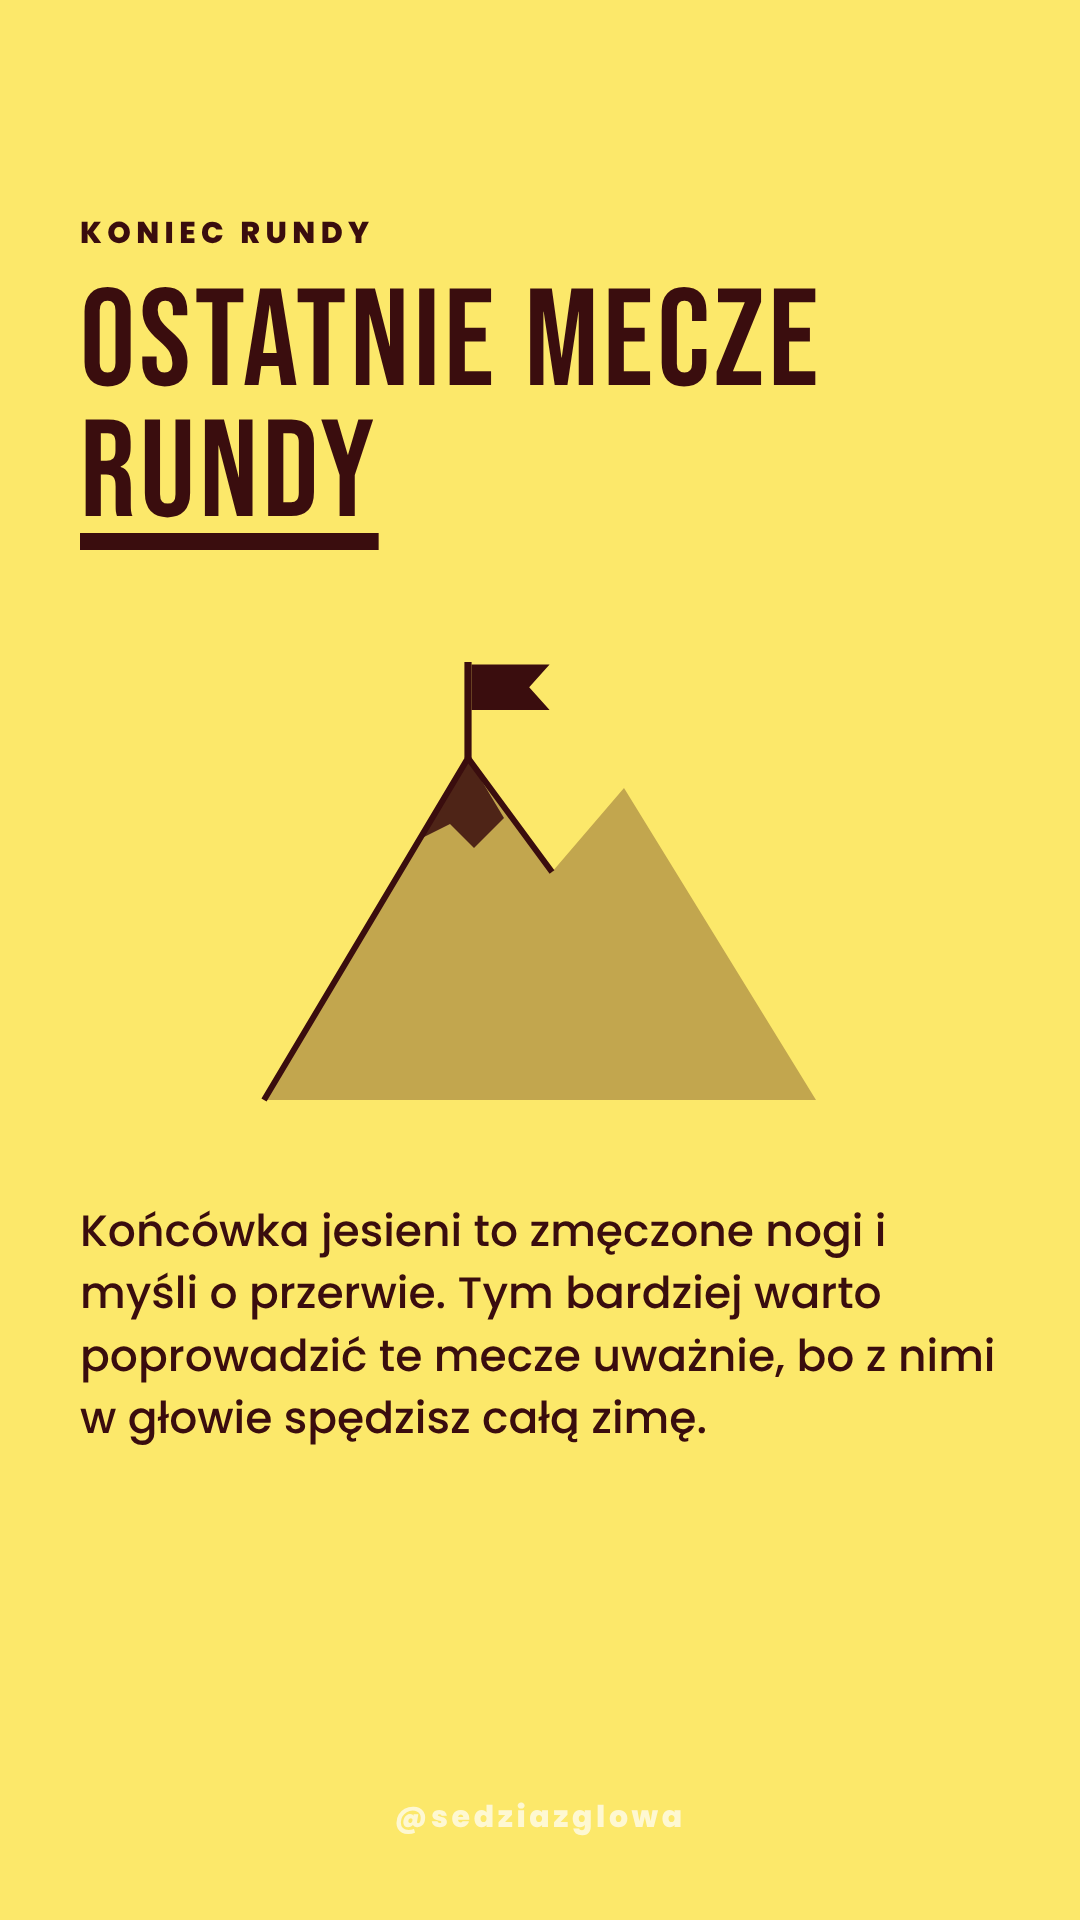 KONIEC RUNDY
OSTATNIE MECZE
RUNDY
Końcówka jesieni to zmęczone nogi i
myśli o przerwie. Tym bardziej warto
poprowadzić te mecze uważnie, bo z nimi
w głowie spędzisz całą zimę.
@sedziazglowa